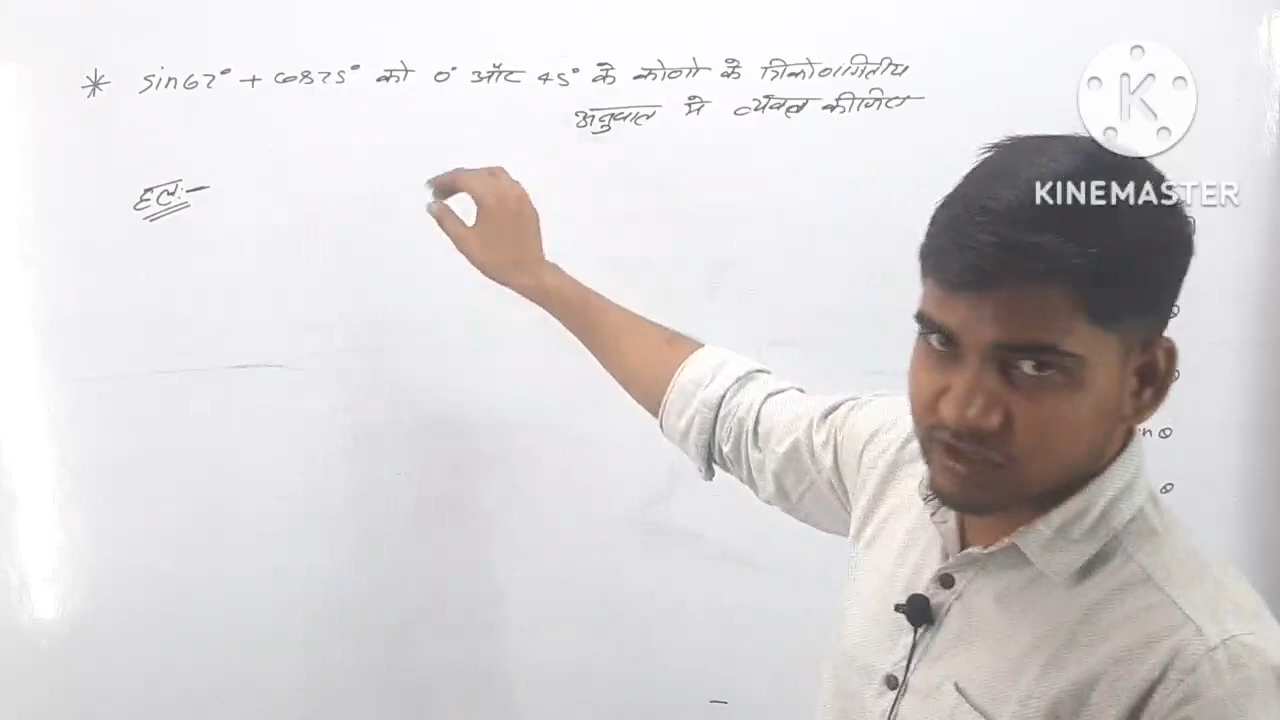 * sin67° + cos75° को 0° और 45° के कोणो के त्रिकोणमितीय
अनुपात मे व्यक्त कीजिए
हल:-
K
KINEMASTER
n θ
θ